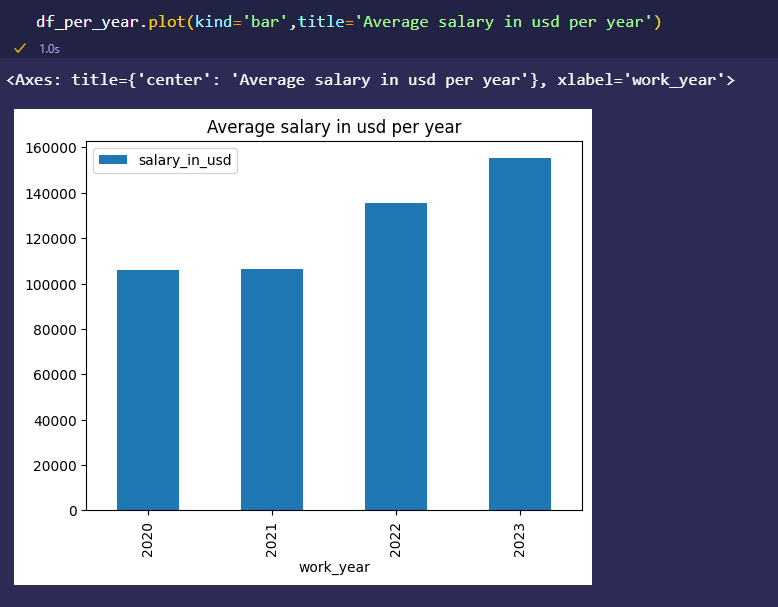 df_per_year.plot(kind='bar',title='Average salary in usd per year')
✓ 1.0s
<Axes: title={'center': 'Average salary in usd per year'}, xlabel='work_year'>
Average salary in usd per year
salary_in_usd
160000
140000
120000
100000
80000
60000
40000
20000
0
2020 2021 2022 2023
work_year